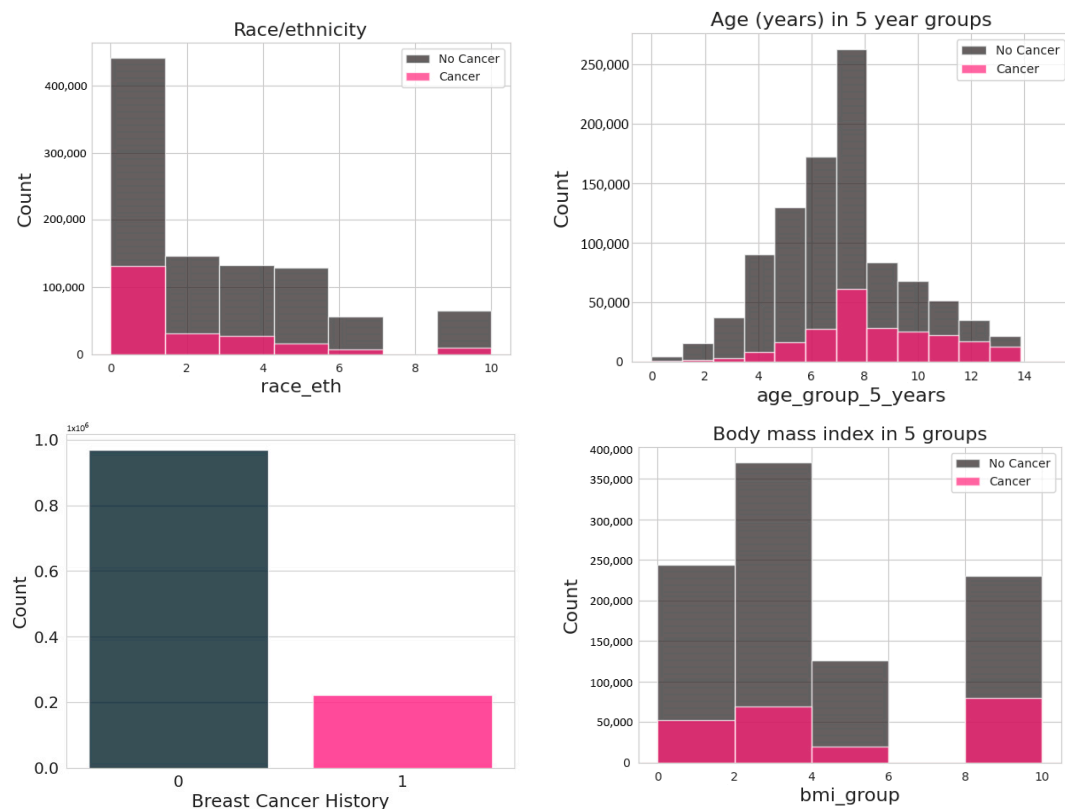 Race/ethnicity
No Cancer
Cancer
400,000
300,000
200,000
100,000
0
Count
0 2 4 6 8 10
race_eth
Age (years) in 5 year groups
No Cancer
Cancer
250,000
200,000
150,000
100,000
50,000
0
Count
0 2 4 6 8 10 12 14
age_group_5_years
1x10⁶
1.0
0.8
0.6
0.4
0.2
0.0
Count
0 1
Breast Cancer History
Body mass index in 5 groups
No Cancer
Cancer
400,000
350,000
300,000
250,000
200,000
150,000
100,000
50,000
0
Count
0 2 4 6 8 10
bmi_group